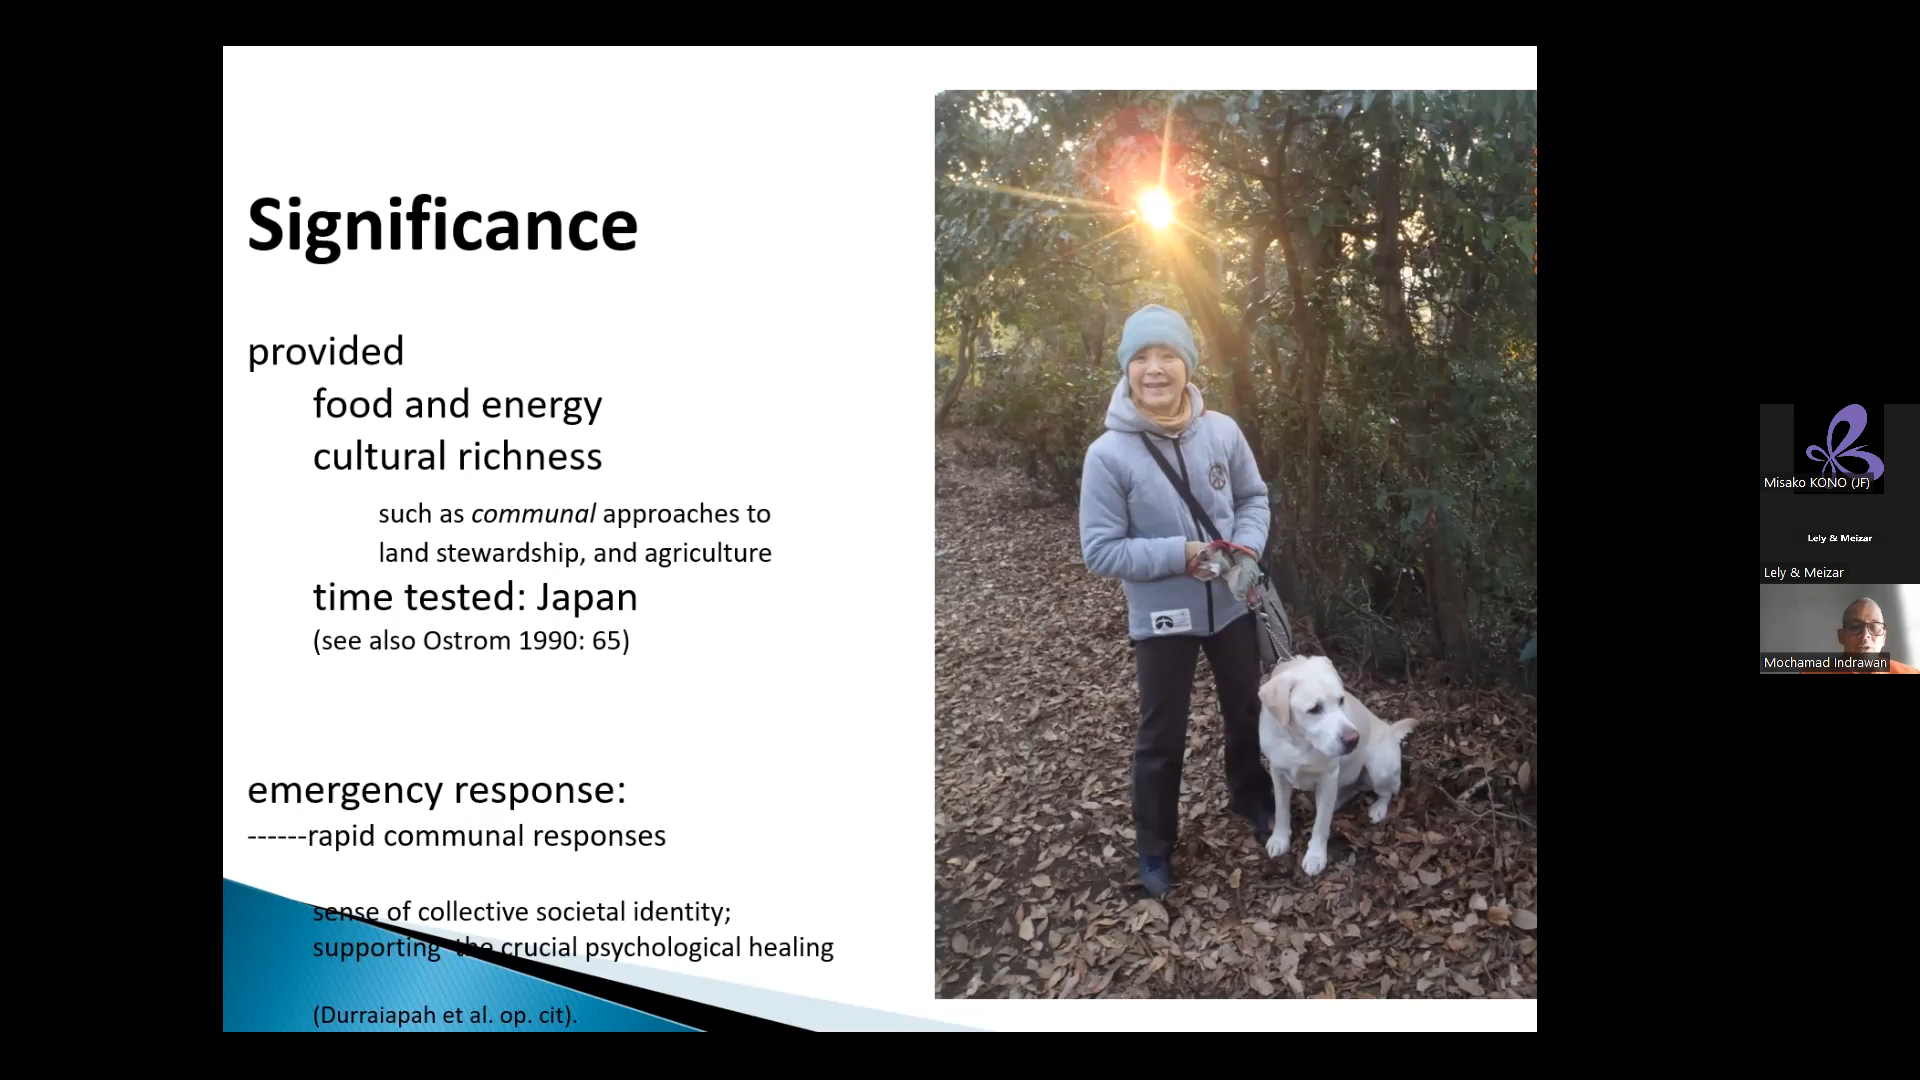 Significance
provided
food and energy
cultural richness
such as communal approaches to
land stewardship, and agriculture
time tested: Japan
(see also Ostrom 1990: 65)
emergency response:
------rapid communal responses
sense of collective societal identity;
supporting the crucial psychological healing
(Durraiapah et al. op. cit).
Misako KONO (JF)
Lely & Meizar
Lely & Meizar
Mochamad Indrawan